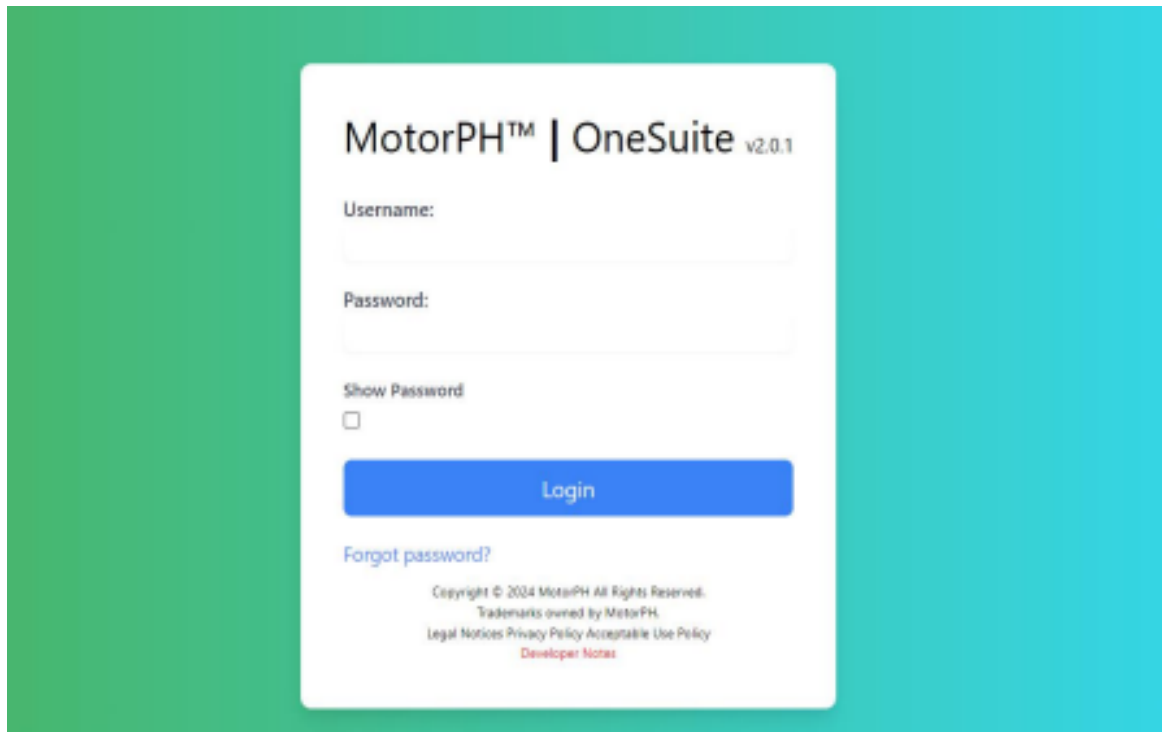 MotorPH™ | OneSuite v2.0.1
Username:
Password:
Show Password
Login
Forgot password?
Copyright © 2024 MotorPH All Rights Reserved.
Trademarks owned by MotorPH.
Legal Notices Privacy Policy Acceptable Use Policy
Developer Notes